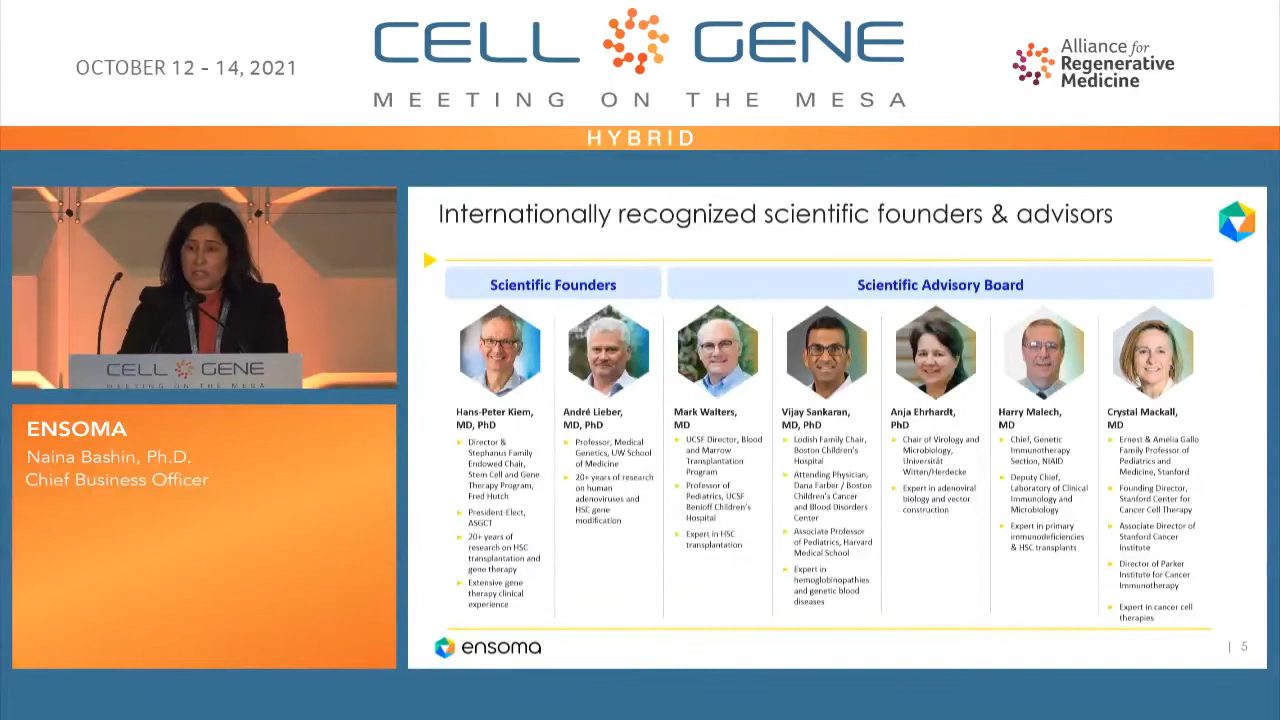 OCTOBER 12 - 14, 2021
CELL GENE
MEETING ON THE MESA
Alliance for
Regenerative
Medicine
HYBRID
CELL GENE
MEETING ON THE MESA
ENSOMA
Naina Bashin, Ph.D.
Chief Business Officer
Internationally recognized scientific founders & advisors
Scientific Founders
Scientific Advisory Board
Hans-Peter Kiem,
MD, PhD
Director &
Stephanus Family
Endowed Chair,
Stem Cell and Gene
Therapy Program,
Fred Hutch
President-Elect,
ASGCT
20+ years of
research on HSC
transplantation and
gene therapy
Extensive gene
therapy clinical
experience
André Lieber,
MD, PhD
Professor, Medical
Genetics, UW School
of Medicine
20+ years of research
on human
adenoviruses and
HSC gene
modification
Mark Walters,
MD
UCSF Director, Blood
and Marrow
Transplantation
Program
Professor of
Pediatrics, UCSF
Benioff Children's
Hospital
Expert in HSC
transplantation
Vijay Sankaran,
MD, PhD
Lodish Family Chair,
Boston Children's
Hospital
Attending Physician,
Dana Farber / Boston
Children's Cancer
and Blood Disorders
Center
Associate Professor
of Pediatrics, Harvard
Medical School
Expert in
hemoglobinopathies
and genetic blood
diseases
Anja Ehrhardt,
PhD
Chair of Virology and
Microbiology,
Universität
Witten/Herdecke
Expert in adenoviral
biology and vector
construction
Harry Malech,
MD
Chief, Genetic
Immunotherapy
Section, NIAID
Deputy Chief,
Laboratory of Clinical
Immunology and
Microbiology
Expert in primary
immunodeficiencies
& HSC transplants
Crystal Mackall,
MD
Ernest & Amelia Gallo
Family Professor of
Pediatrics and
Medicine, Stanford
Founding Director,
Stanford Center for
Cancer Cell Therapy
Associate Director of
Stanford Cancer
Institute
Director of Parker
Institute for Cancer
Immunotherapy
Expert in cancer cell
therapies
ensoma
| 5